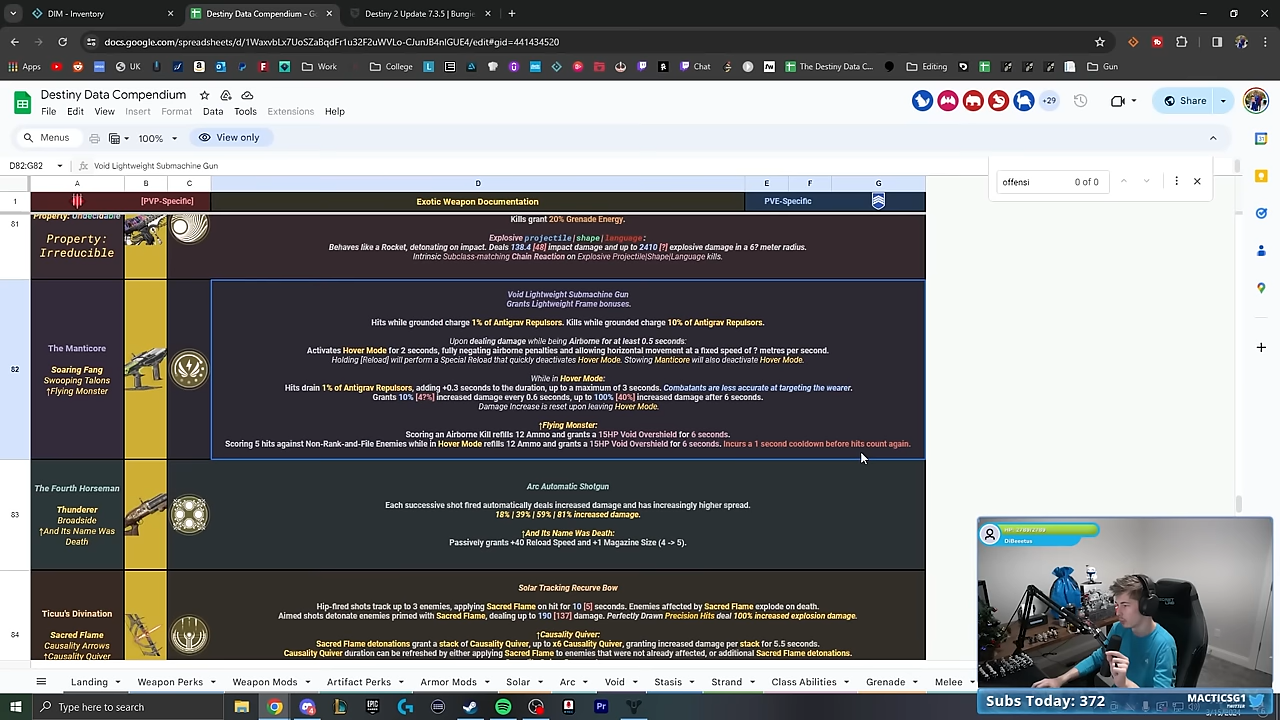 DIM - Inventory
Destiny Data Compendium - Go
Destiny 2 Update 7.3.5 | Bungie
docs.google.com/spreadsheets/d/1WaxvbLx7UoSZaBqdFr1u32F2uWVLo-CJunJB4nlGUE4/edit#gid=441434520
Apps
UK
Work
College
Chat
The Destiny Data C...
Editing
Gun
Destiny Data Compendium
File Edit View Insert Format Data Tools Extensions Help
+29
Share
Menus
100%
View only
D82:G82
Void Lightweight Submachine Gun
offensi
0 of 0
A B C D E F G
1
[PVP-Specific]
Exotic Weapon Documentation
PVE-Specific
81
Property: Undecidable
Property:
Irreducible
Kills grant 20% Grenade Energy.
Explosive projectile|shape|language:
Behaves like a Rocket, detonating on impact. Deals 138.4 [48] impact damage and up to 2410 [?] explosive damage in a 6? meter radius.
Intrinsic Subclass-matching Chain Reaction on Explosive Projectile|Shape|Language kills.
82
The Manticore
Soaring Fang
Swooping Talons
↑Flying Monster
Void Lightweight Submachine Gun
Grants Lightweight Frame bonuses.
Hits while grounded charge 1% of Antigrav Repulsors. Kills while grounded charge 10% of Antigrav Repulsors.
Upon dealing damage while being Airborne for at least 0.5 seconds:
Activates Hover Mode for 2 seconds, fully negating airborne penalties and allowing horizontal movement at a fixed speed of ? metres per second.
Holding [Reload] will perform a Special Reload that quickly deactivates Hover Mode. Stowing Manticore will also deactivate Hover Mode.
While in Hover Mode:
Hits drain 1% of Antigrav Repulsors, adding +0.3 seconds to the duration, up to a maximum of 3 seconds. Combatants are less accurate at targeting the wearer.
Grants 10% [4?%] increased damage every 0.6 seconds, up to 100% [40%] increased damage after 6 seconds.
Damage Increase is reset upon leaving Hover Mode.
↑Flying Monster:
Scoring an Airborne Kill refills 12 Ammo and grants a 15HP Void Overshield for 6 seconds.
Scoring 5 hits against Non-Rank-and-File Enemies while in Hover Mode refills 12 Ammo and grants a 15HP Void Overshield for 6 seconds. Incurs a 1 second cooldown before hits count again.
83
The Fourth Horseman
Thunderer
Broadside
↑And Its Name Was
Death
Arc Automatic Shotgun
Each successive shot fired automatically deals increased damage and has increasingly higher spread.
18% | 39% | 59% | 81% increased damage.
↑And Its Name Was Death:
Passively grants +40 Reload Speed and +1 Magazine Size (4 -> 5).
84
Ticuu's Divination
Sacred Flame
Causality Arrows
↑Causality Quiver
Solar Tracking Recurve Bow
Hip-fired shots track up to 3 enemies, applying Sacred Flame on hit for 10 [5] seconds. Enemies affected by Sacred Flame explode on death.
Aimed shots detonate enemies primed with Sacred Flame, dealing up to 190 [137] damage. Perfectly Drawn Precision Hits deal 100% increased explosion damage.
↑Causality Quiver:
Sacred Flame detonations grant a stack of Causality Quiver, up to x6 Causality Quiver, granting increased damage per stack for 5.5 seconds.
Causality Quiver duration can be refreshed by either applying Sacred Flame to enemies that were not already affected, or additional Sacred Flame detonations.
Landing Weapon Perks Weapon Mods Artifact Perks Armor Mods Solar Arc Void Stasis Strand Class Abilities Grenade Melee
DiBeeetus
Subs Today: 372
MACTICSG1
TWITTER
Type here to search